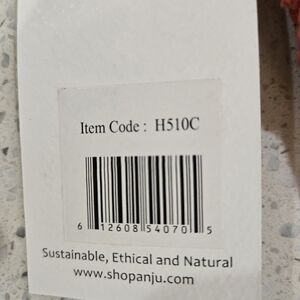 Item Code : H510C
6 12608 54070 5
Sustainable, Ethical and Natural
www.shopanju.com